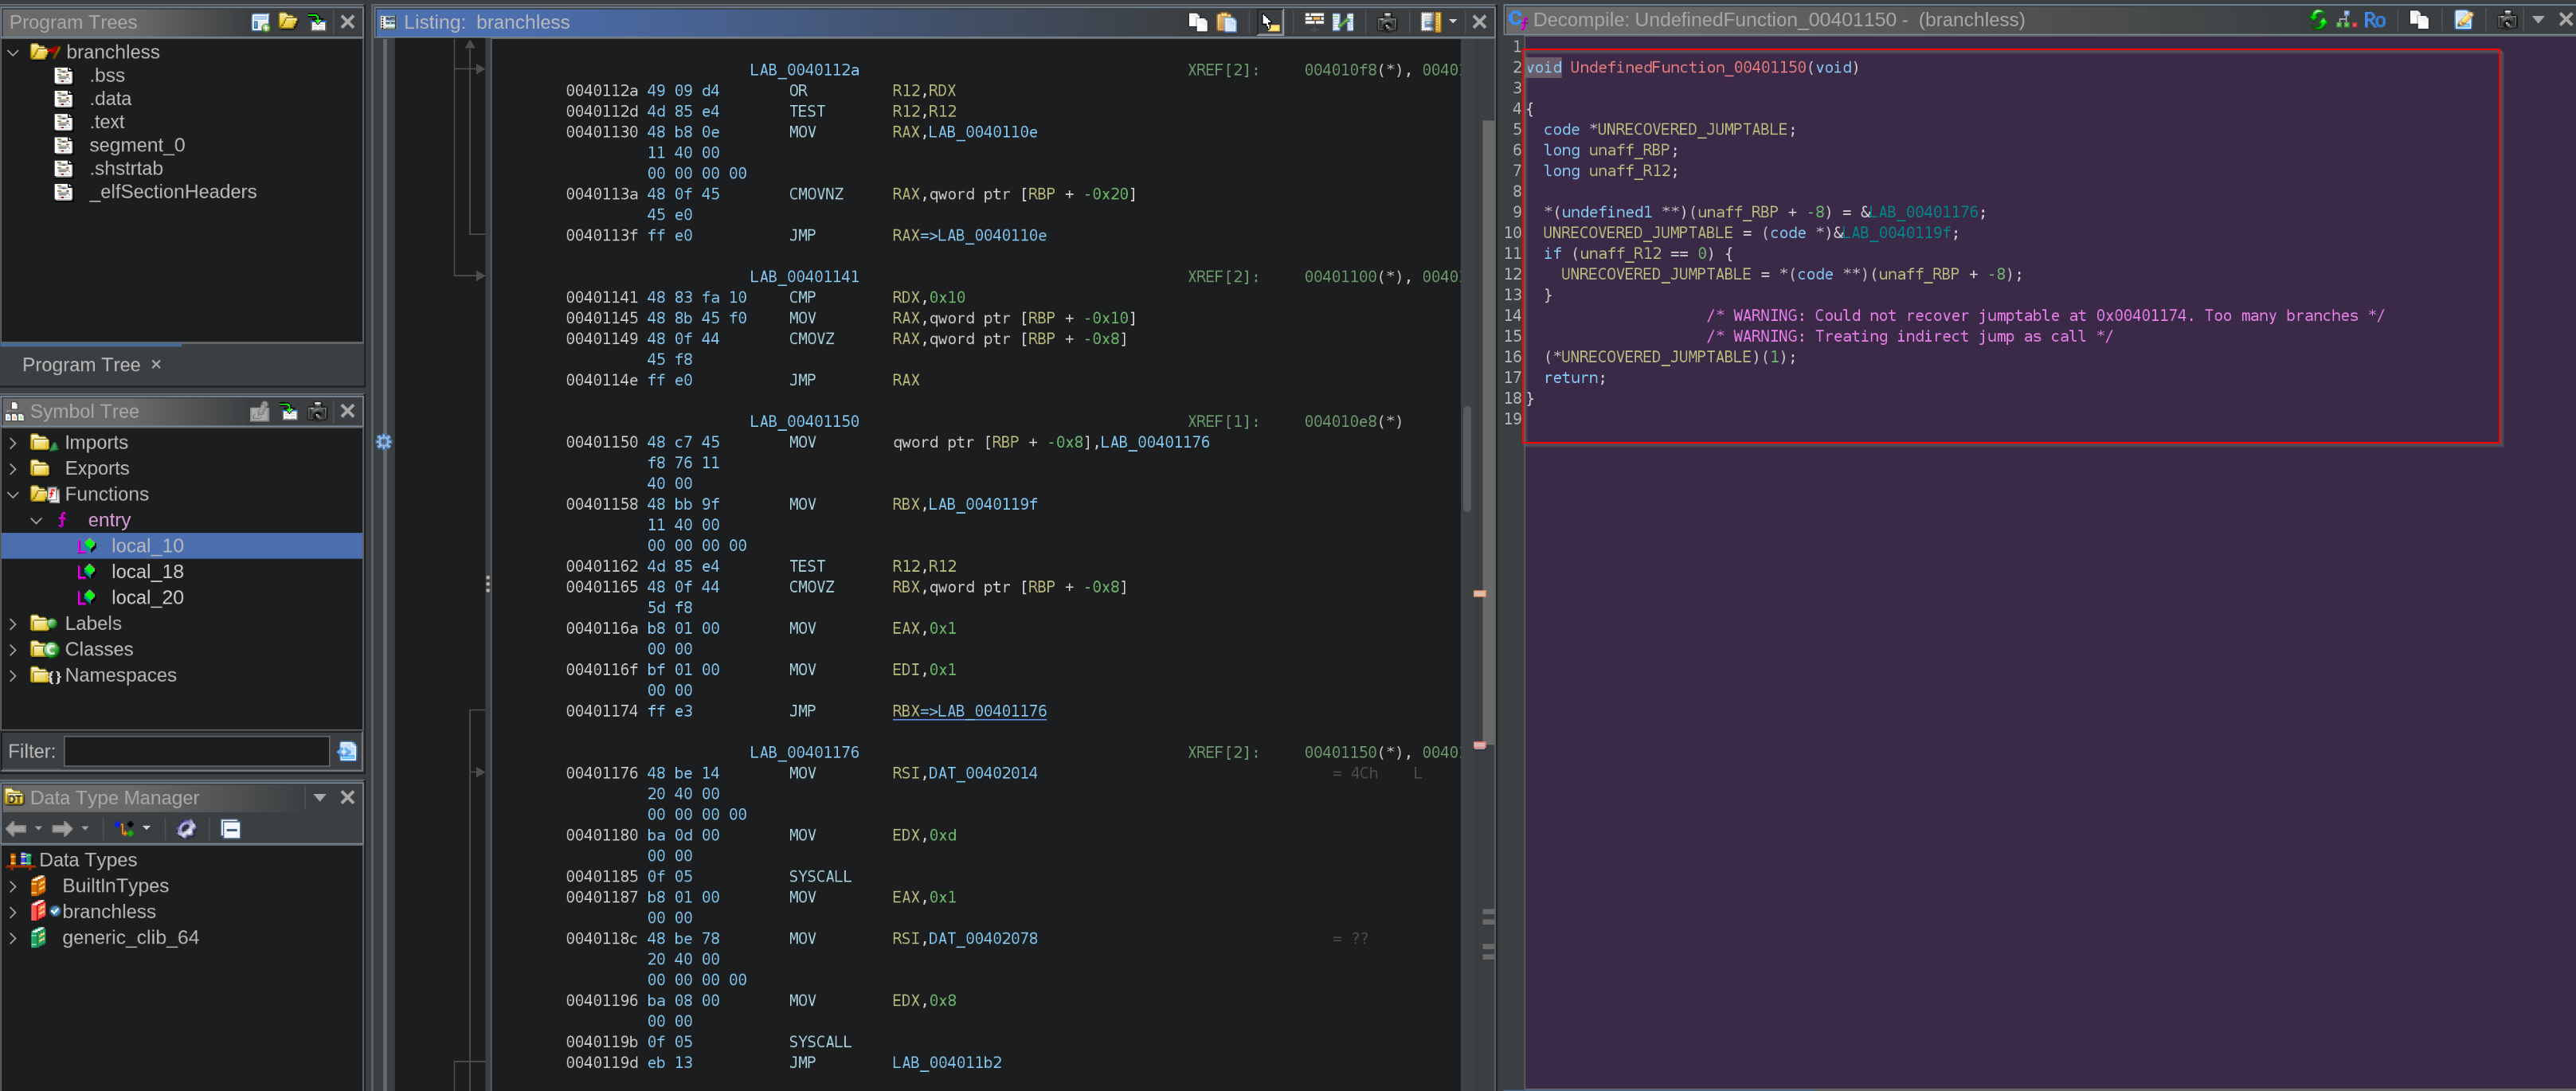 Program Trees
branchless
.bss
.data
.text
segment_0
.shstrtab
_elfSectionHeaders
Program Tree ×
Symbol Tree
Imports
Exports
Functions
f entry
local_10
local_18
local_20
Labels
Classes
Namespaces
Filter:
Data Type Manager
Data Types
BuiltInTypes
branchless
generic_clib_64
Listing: branchless
LAB_0040112a XREF[2]: 004010f8(*), 0040
0040112a 49 09 d4 OR R12,RDX
0040112d 4d 85 e4 TEST R12,R12
00401130 48 b8 0e MOV RAX,LAB_0040110e
11 40 00
00 00 00 00
0040113a 48 0f 45 CMOVNZ RAX,qword ptr [RBP + -0x20]
45 e0
0040113f ff e0 JMP RAX=>LAB_0040110e
LAB_00401141 XREF[2]: 00401100(*), 0040
00401141 48 83 fa 10 CMP RDX,0x10
00401145 48 8b 45 f0 MOV RAX,qword ptr [RBP + -0x10]
00401149 48 0f 44 CMOVZ RAX,qword ptr [RBP + -0x8]
45 f8
0040114e ff e0 JMP RAX
LAB_00401150 XREF[1]: 004010e8(*)
00401150 48 c7 45 MOV qword ptr [RBP + -0x8],LAB_00401176
f8 76 11
40 00
00401158 48 bb 9f MOV RBX,LAB_0040119f
11 40 00
00 00 00 00
00401162 4d 85 e4 TEST R12,R12
00401165 48 0f 44 CMOVZ RBX,qword ptr [RBP + -0x8]
5d f8
0040116a b8 01 00 MOV EAX,0x1
00 00
0040116f bf 01 00 MOV EDI,0x1
00 00
00401174 ff e3 JMP RBX=>LAB_00401176
LAB_00401176 XREF[2]: 00401150(*), 0040
00401176 48 be 14 MOV RSI,DAT_00402014 = 4Ch L
20 40 00
00 00 00 00
00401180 ba 0d 00 MOV EDX,0xd
00 00
00401185 0f 05 SYSCALL
00401187 b8 01 00 MOV EAX,0x1
00 00
0040118c 48 be 78 MOV RSI,DAT_00402078 = ??
20 40 00
00 00 00 00
00401196 ba 08 00 MOV EDX,0x8
00 00
0040119b 0f 05 SYSCALL
0040119d eb 13 JMP LAB_004011b2
Decompile: UndefinedFunction_00401150 - (branchless)
Ro
1
2 void UndefinedFunction_00401150(void)
3
4 {
5 code *UNRECOVERED_JUMPTABLE;
6 long unaff_RBP;
7 long unaff_R12;
8
9 *(undefined1 **)(unaff_RBP + -8) = &LAB_00401176;
10 UNRECOVERED_JUMPTABLE = (code *)&LAB_0040119f;
11 if (unaff_R12 == 0) {
12 UNRECOVERED_JUMPTABLE = *(code **)(unaff_RBP + -8);
13 }
14 /* WARNING: Could not recover jumptable at 0x00401174. Too many branches */
15 /* WARNING: Treating indirect jump as call */
16 (*UNRECOVERED_JUMPTABLE)(1);
17 return;
18 }
19